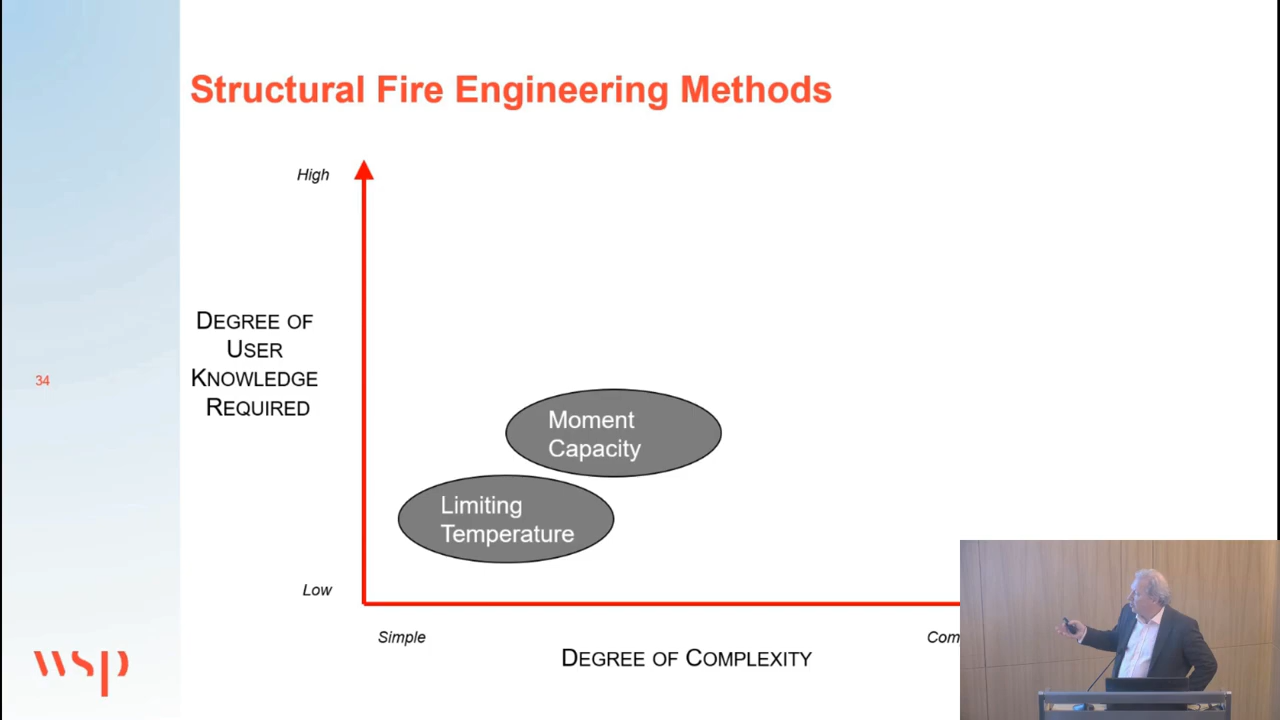 Structural Fire Engineering Methods
High
DEGREE OF
USER
KNOWLEDGE
REQUIRED
34
Moment
Capacity
Limiting
Temperature
Low
Simple
Com
DEGREE OF COMPLEXITY
wsp